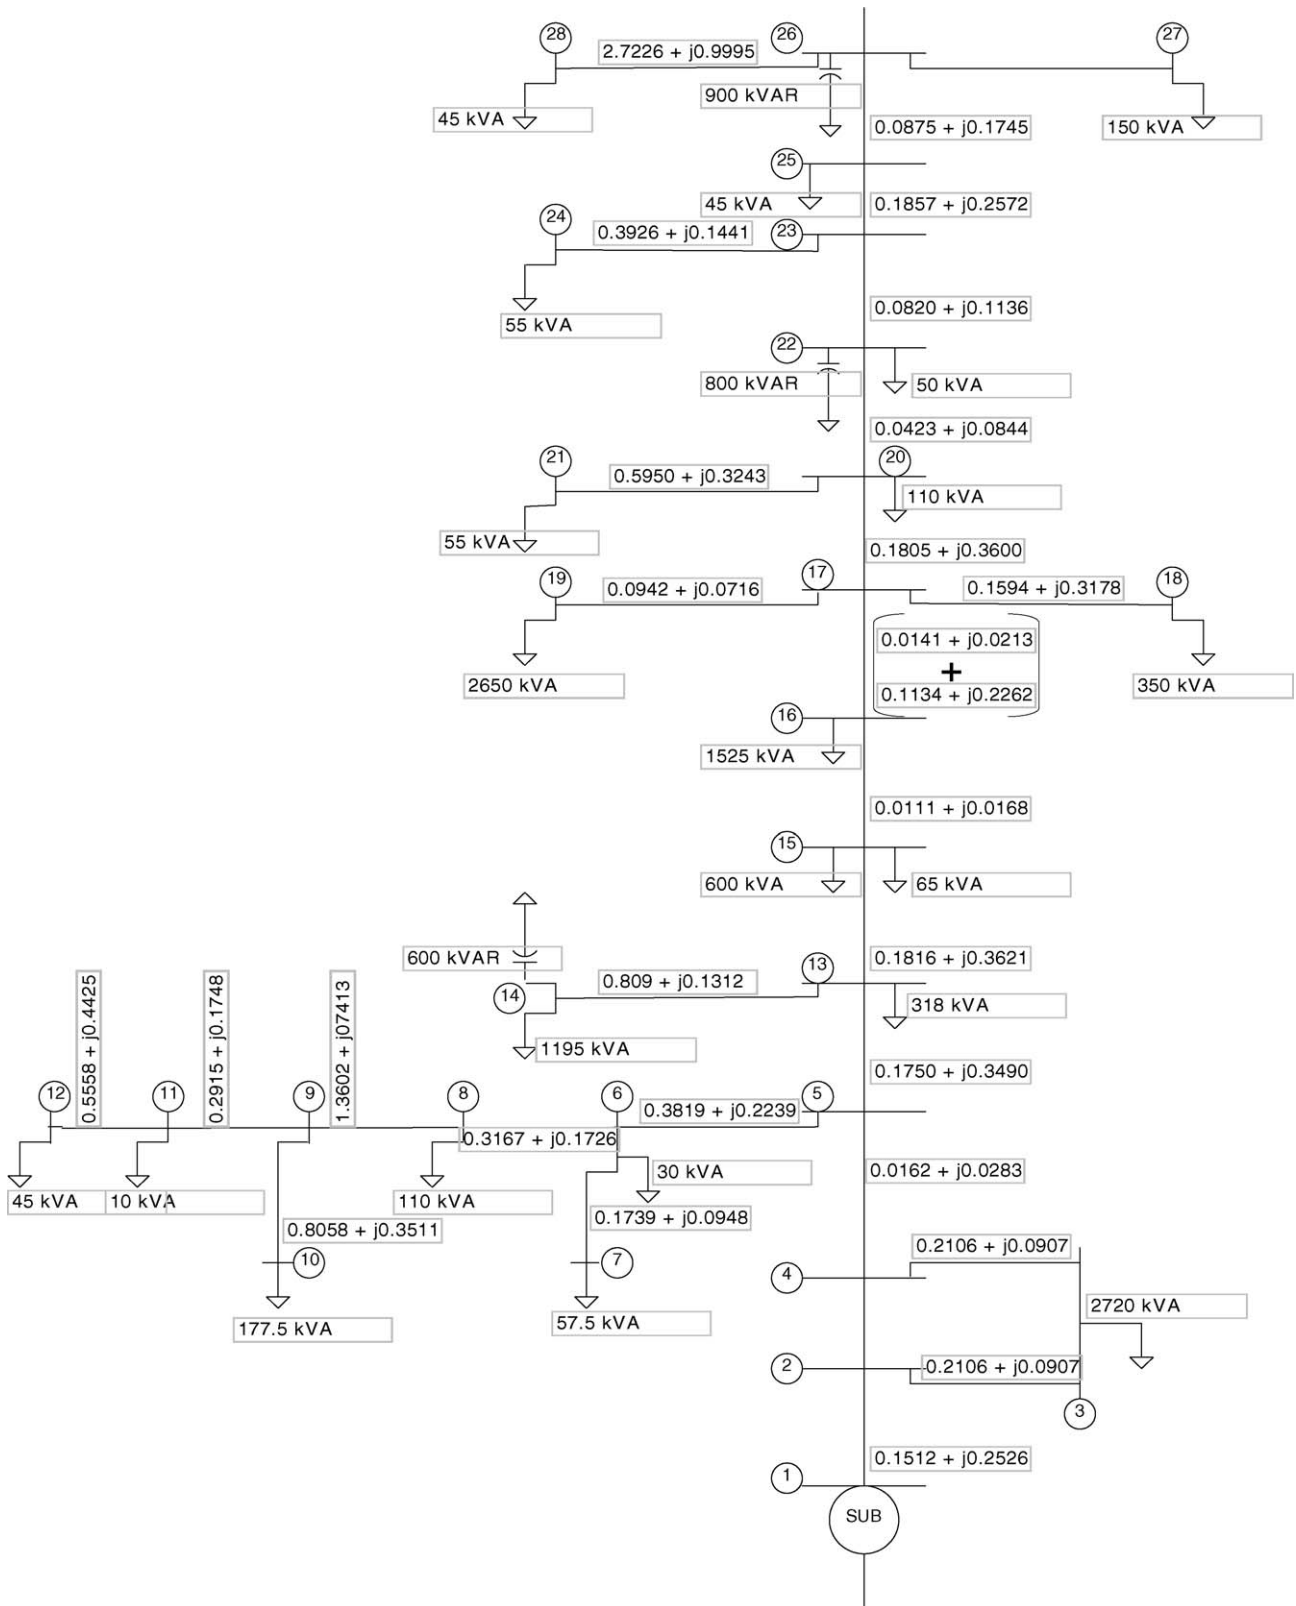 28
2.7226 + j0.9995
26
27
900 kVAR
45 kVA
0.0875 + j0.1745
150 kVA
25
45 kVA
0.1857 + j0.2572
24
0.3926 + j0.1441
23
55 kVA
0.0820 + j0.1136
22
800 kVAR
50 kVA
0.0423 + j0.0844
21
0.5950 + j0.3243
20
110 kVA
55 kVA
0.1805 + j0.3600
19
0.0942 + j0.0716
17
0.1594 + j0.3178
18
0.0141 + j0.0213
+
0.1134 + j0.2262
2650 kVA
350 kVA
16
1525 kVA
0.0111 + j0.0168
15
600 kVA
65 kVA
600 kVAR
0.1816 + j0.3621
13
0.809 + j0.1312
14
318 kVA
1195 kVA
0.1750 + j0.3490
0.5558 + j0.4425
0.2915 + j0.1748
1.3602 + j07413
12
11
9
8
6
0.3819 + j0.2239
5
0.3167 + j0.1726
30 kVA
0.0162 + j0.0283
45 kVA
10 kVA
110 kVA
0.1739 + j0.0948
0.8058 + j0.3511
10
7
0.2106 + j0.0907
4
2720 kVA
177.5 kVA
57.5 kVA
2
0.2106 + j0.0907
3
0.1512 + j0.2526
1
SUB